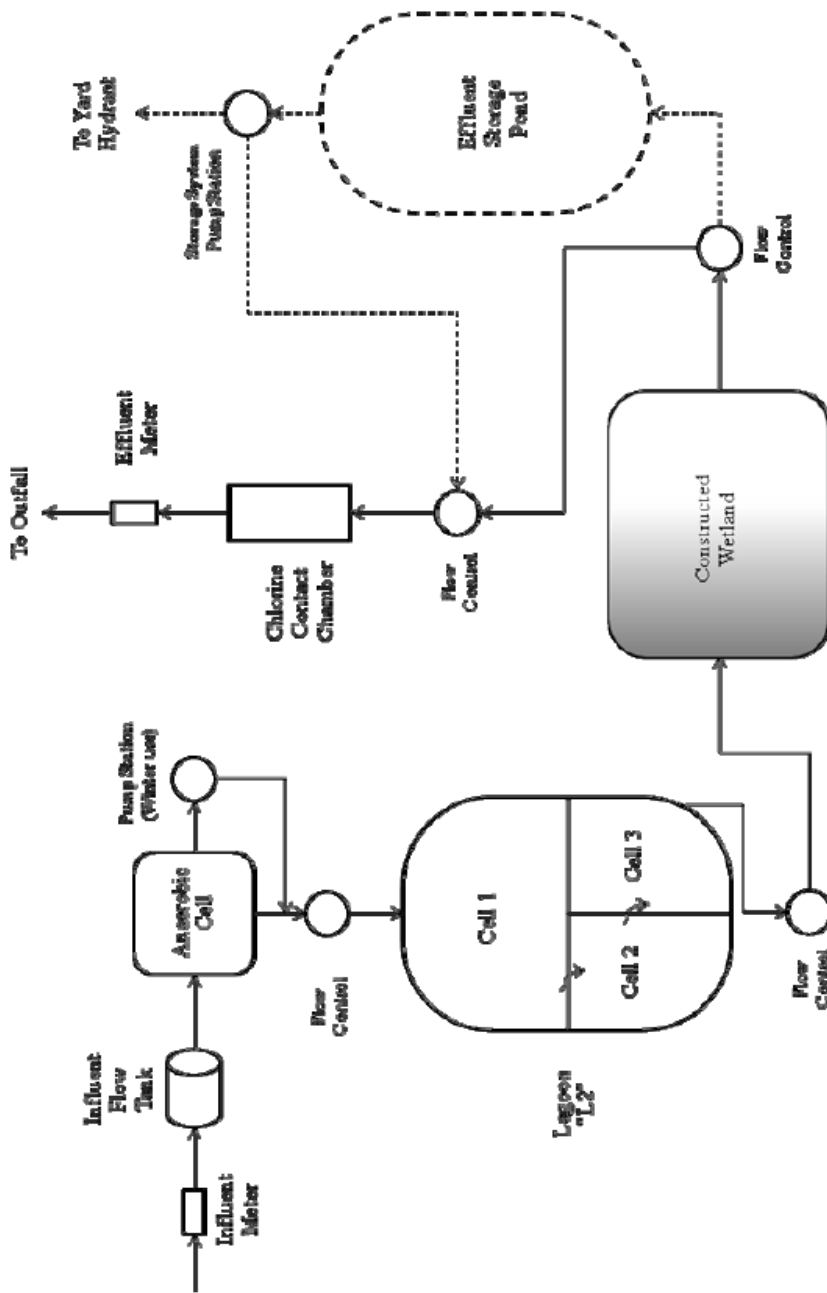 Influent
Meter
Influent
Flow
Tank
Anaerobic
Cell
Pump Station
(Winter use)
Flow
Control
Lagoon
"L2"
Cell 1
Cell 2
Cell 3
Flow
Control
Constructed
Wetland
Flow
Control
Effluent
Storage
Pond
Storage System
Pump Station
To Yard
Hydrant
Flow
Control
Chlorine
Contact
Chamber
Effluent
Meter
To Outfall